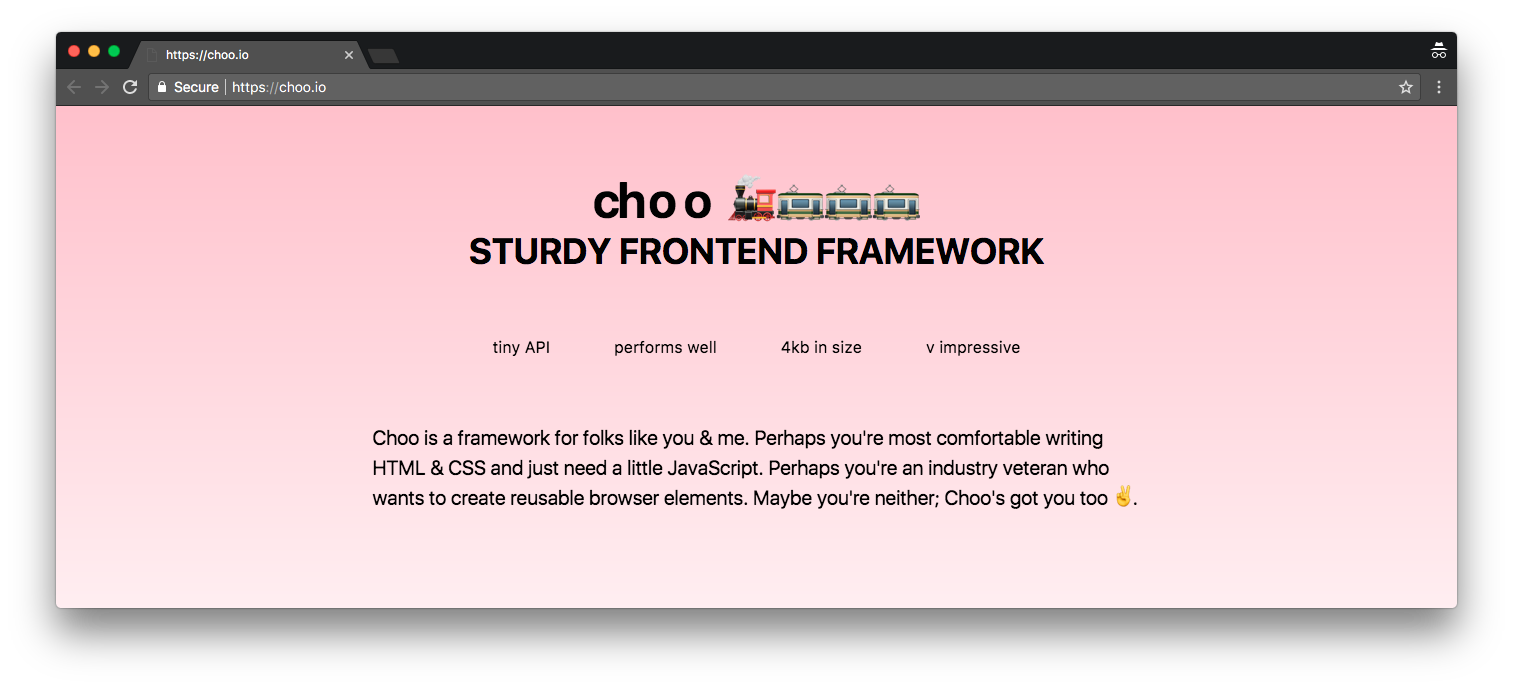 https://choo.io
Secure | https://choo.io
choo 🚂🚋🚋🚋
STURDY FRONTEND FRAMEWORK
tiny API performs well 4kb in size v impressive
Choo is a framework for folks like you & me. Perhaps you're most comfortable writing
HTML & CSS and just need a little JavaScript. Perhaps you're an industry veteran who
wants to create reusable browser elements. Maybe you're neither; Choo's got you too ✌️.